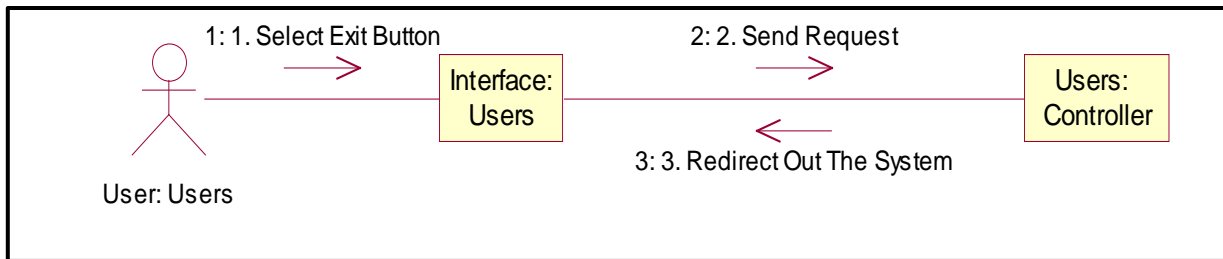 1: 1. Select Exit Button
2: 2. Send Request
Interface:
Users
Users:
Controller
3: 3. Redirect Out The System
User: Users